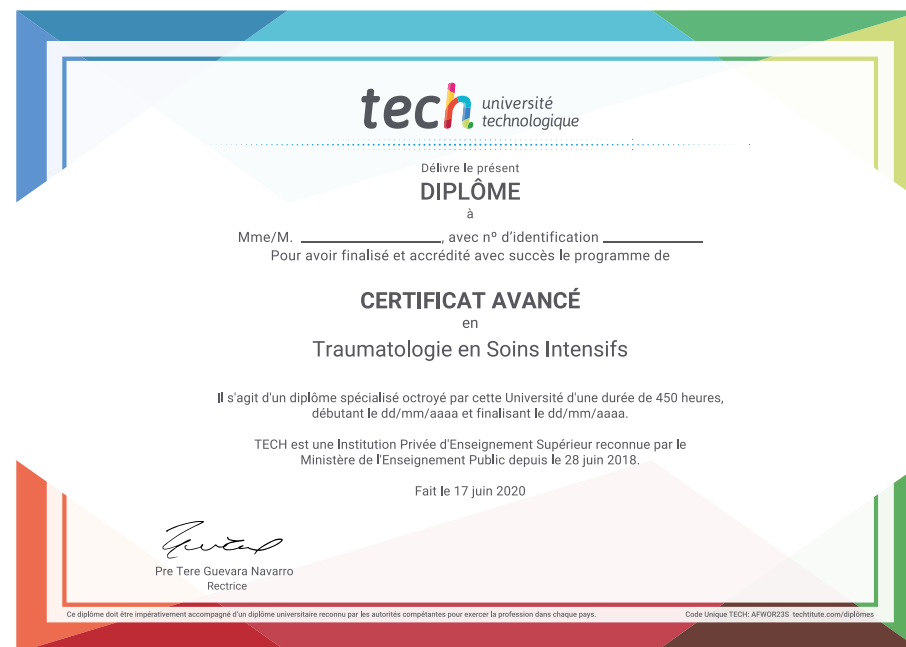 tech université
technologique
Délivre le présent
DIPLÔME
à
Mme/M. ____________________, avec nº d'identification ______________
Pour avoir finalisé et accrédité avec succès le programme de
CERTIFICAT AVANCÉ
en
Traumatologie en Soins Intensifs
Il s'agit d'un diplôme spécialisé octroyé par cette Université d'une durée de 450 heures,
débutant le dd/mm/aaaa et finalisant le dd/mm/aaaa.
TECH est une Institution Privée d'Enseignement Supérieur reconnue par le
Ministère de l'Enseignement Public depuis le 28 juin 2018.
Fait le 17 juin 2020
Pre Tere Guevara Navarro
Rectrice
Ce diplôme doit être impérativement accompagné d'un diplôme universitaire reconnu par les autorités compétentes pour exercer la profession dans chaque pays.
Code Unique TECH: AFWOR23S techtitute.com/diplômes